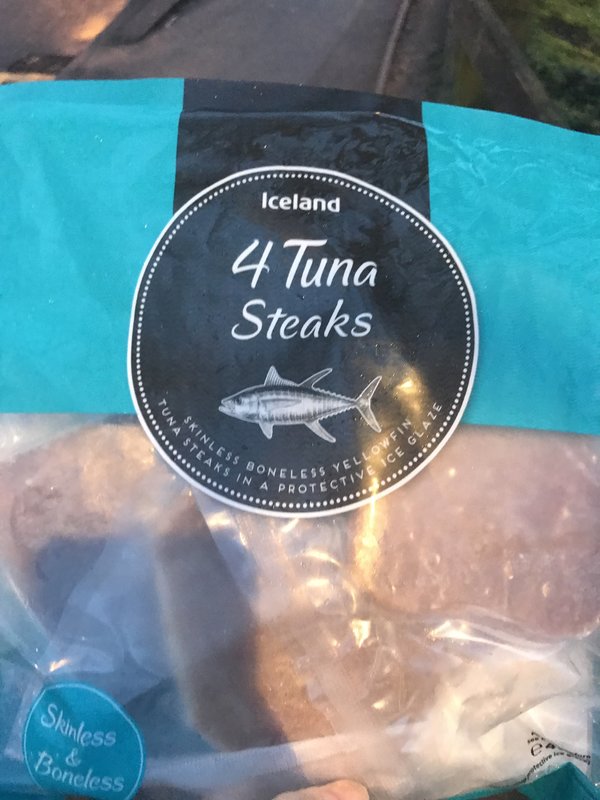 Iceland
4 Tuna
Steaks
SKINLESS BONELESS YELLOWFIN
TUNA STEAKS IN A PROTECTIVE ICE GLAZE
Skinless
&
Boneless